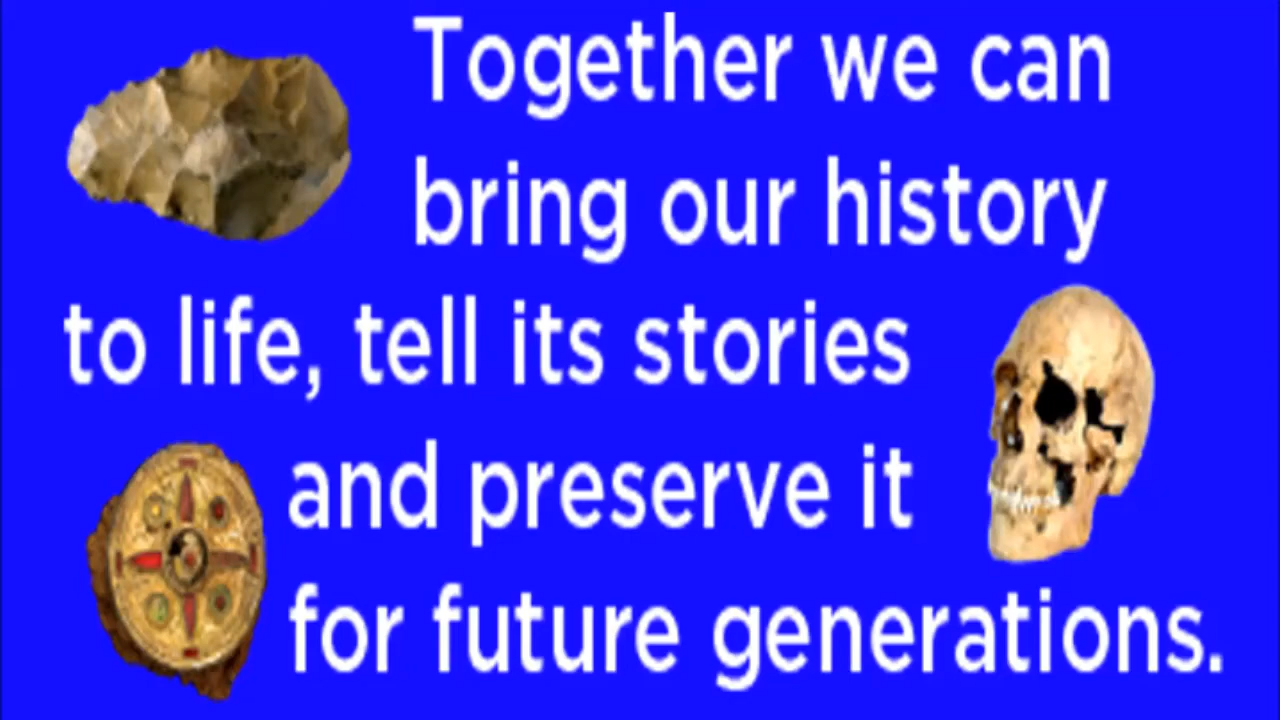 Together we can
bring our history
to life, tell its stories
and preserve it
for future generations.